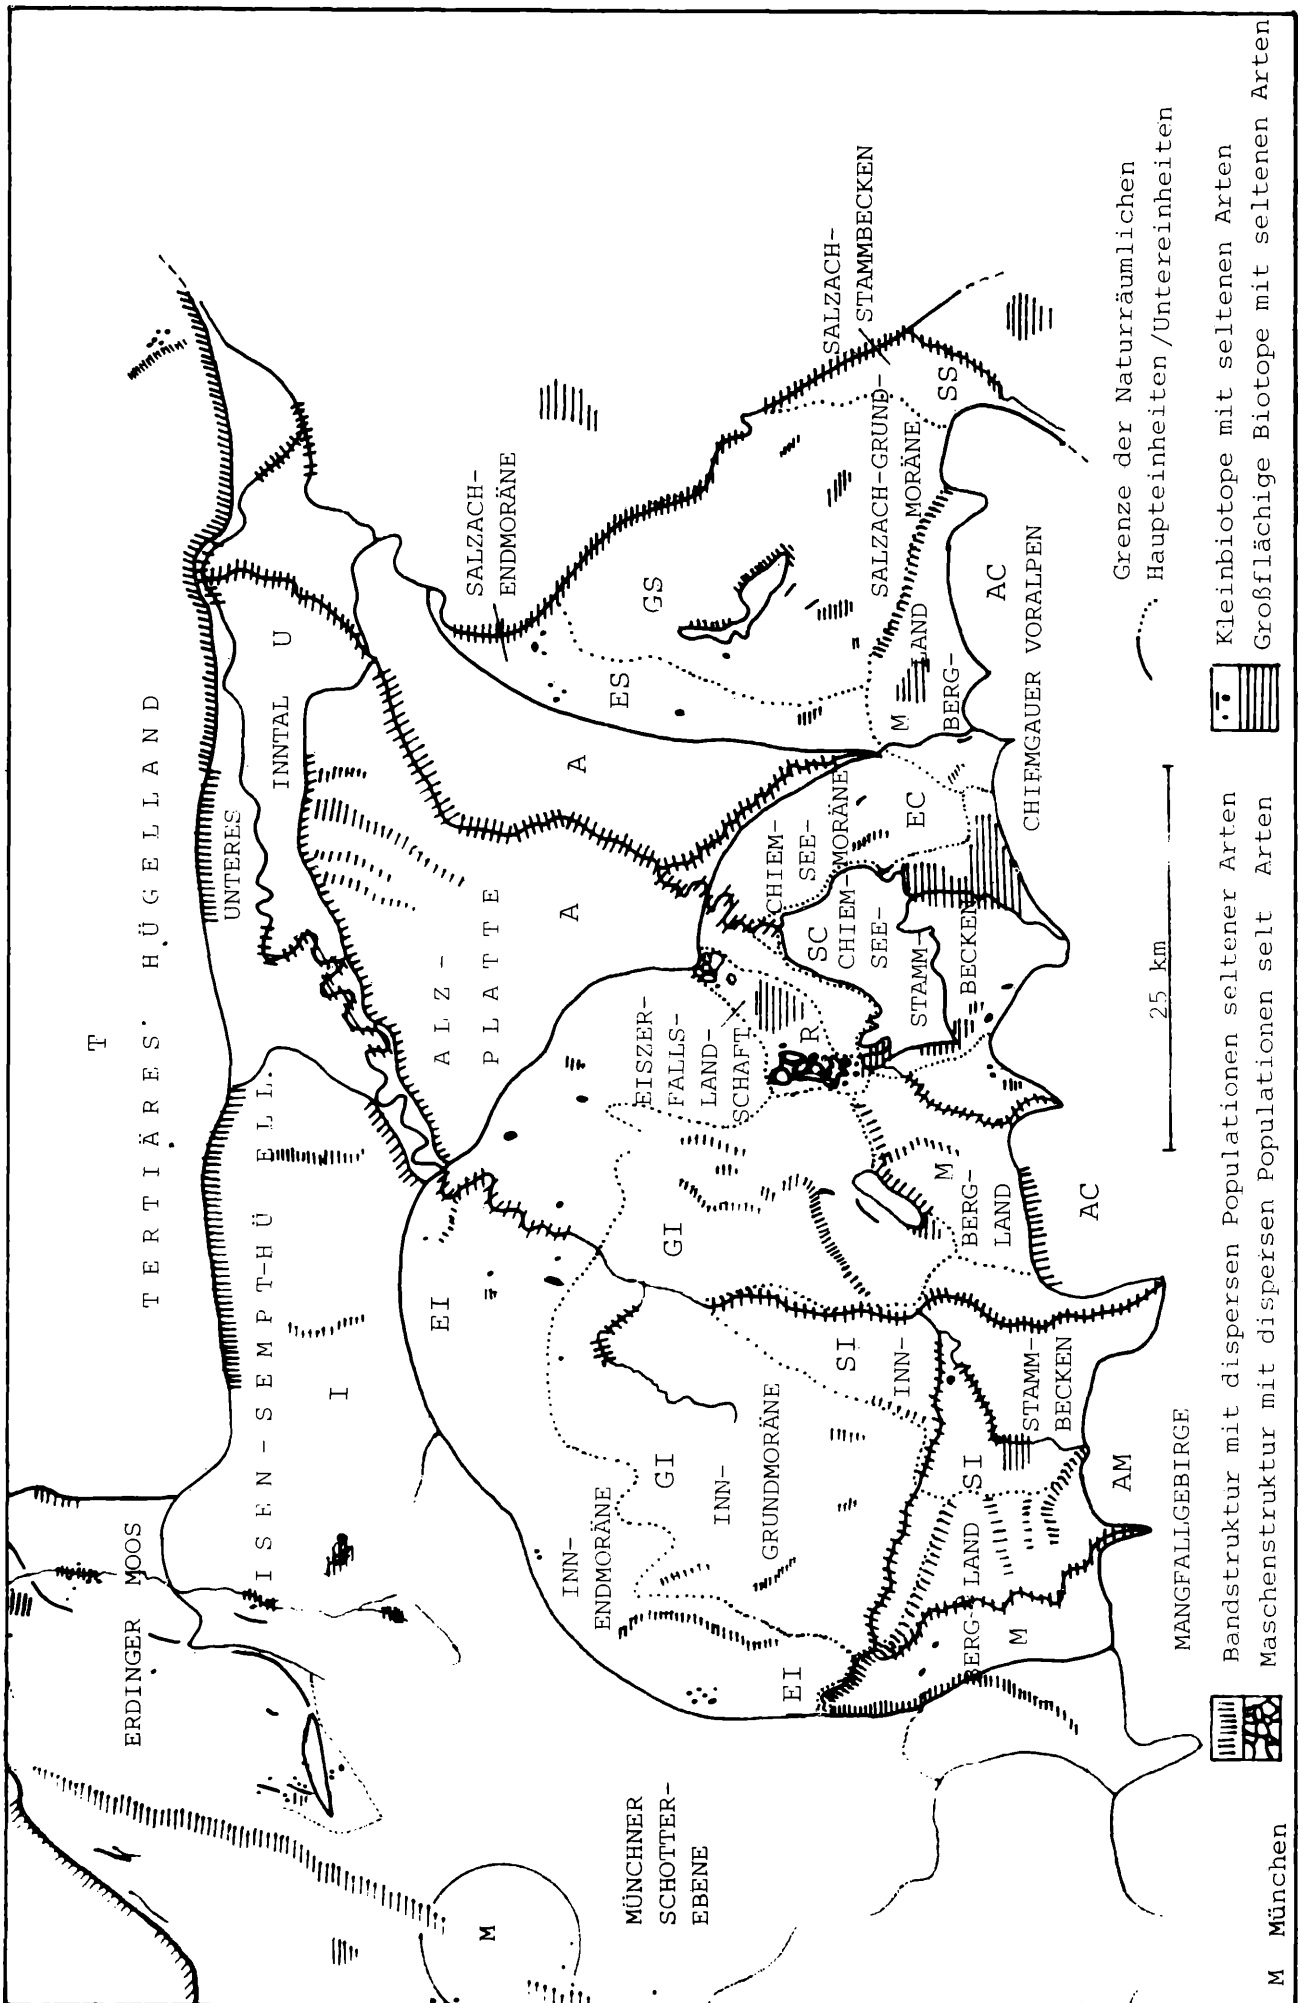 T
TERTIÄRES HÜGELLAND
ERDINGER MOOS
ISEN-SEMPT-HÜ ELL.
I
UNTERES
INNTAL
U
ALZ-
PLATTE
A
A
EI
SALZACH-
ENDMORÄNE
ES
GS
SALZACH-
STAMMBECKEN
SALZACH-GRUND-
MORÄNE
SS
INN-
ENDMORÄNE
GI
GI
INN-
GRUNDMORÄNE
EI
EISZER-
FALLS-
LAND-
SCHAFT
R
CHIEM-
SEE-
MORÄNE
EC
SC
CHIEM-
SEE-
STAMM-
BECKEN
M
BERG-
LAND
M
BERG-
LAND
SI
INN-
STAMM-
BECKEN
SI
BERG-LAND
M
MÜNCHNER
SCHOTTER-
EBENE
M
AM
MANGFALLGEBIRGE
AC
AC
CHIEMGAUER VORALPEN
25 km
Grenze der Naturräumlichen
Haupteinheiten/Untereinheiten
M München
Bandstruktur mit dispersen Populationen seltener Arten
Maschenstruktur mit dispersen Populationen selt Arten
Kleinbiotope mit seltenen Arten
Großflächige Biotope mit seltenen Arten